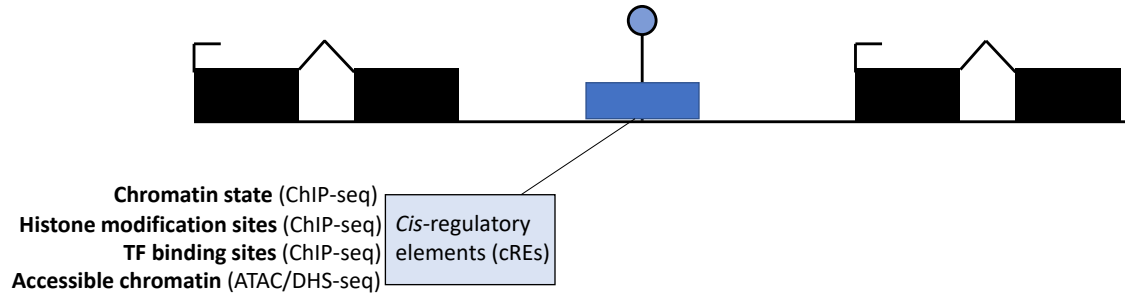 Chromatin state (ChIP-seq)
Histone modification sites (ChIP-seq)
TF binding sites (ChIP-seq)
Accessible chromatin (ATAC/DHS-seq)
Cis-regulatory
elements (cREs)